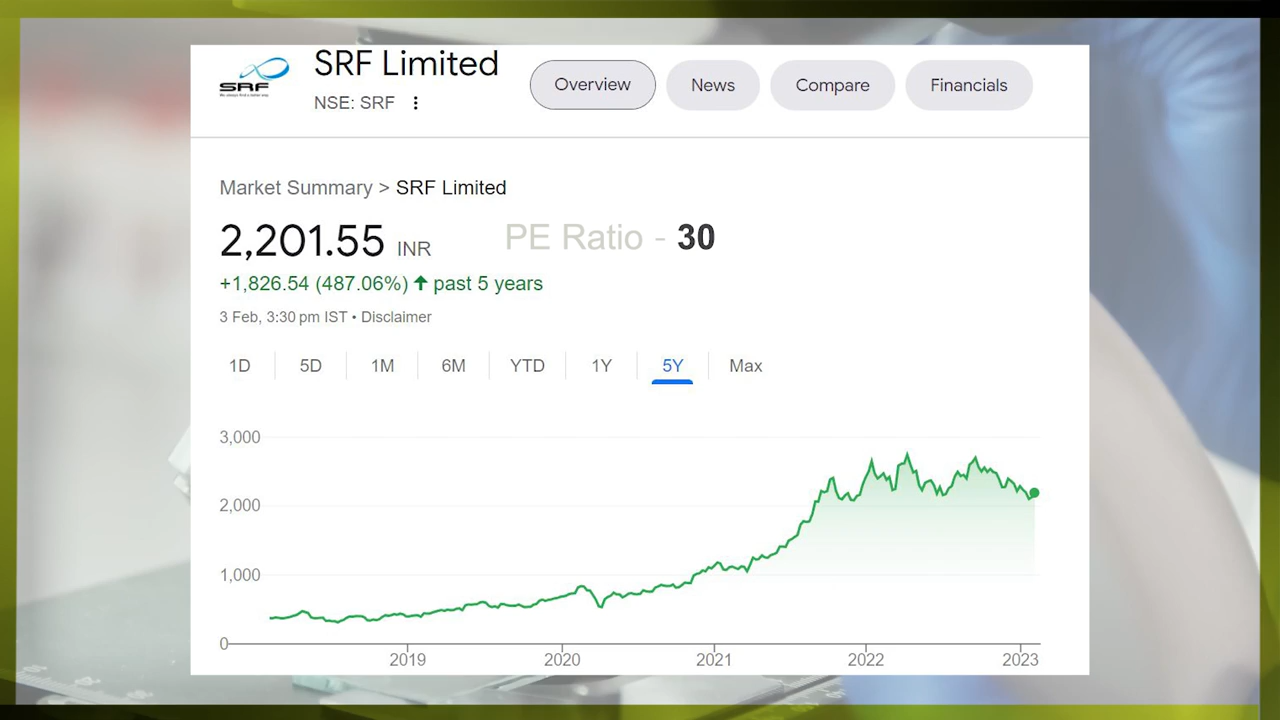 SRF Limited
SRF
NSE: SRF
Overview
News
Compare
Financials
Market Summary > SRF Limited
2,201.55 INR
PE Ratio - 30
+1,826.54 (487.06%) ↑ past 5 years
3 Feb, 3:30 pm IST • Disclaimer
1D 5D 1M 6M YTD 1Y 5Y Max
3,000
2,000
1,000
0
2019 2020 2021 2022 2023